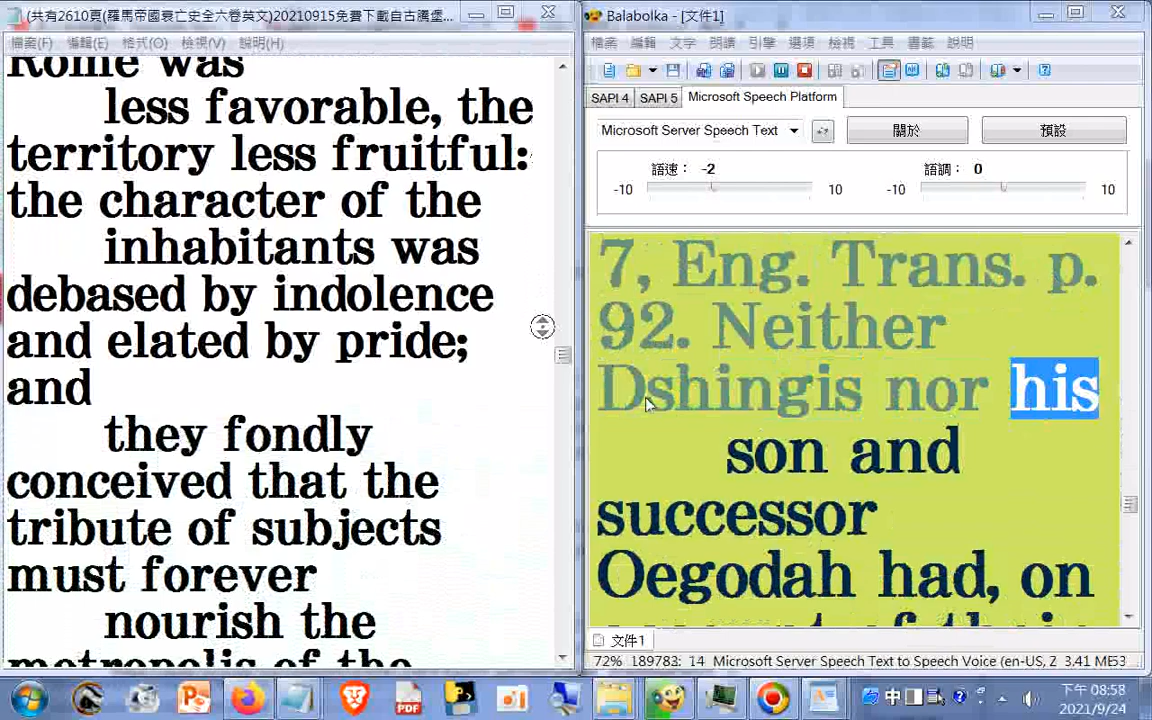 (共有2610頁(羅馬帝國衰亡史全六卷英文)20210915免費下載自古騰堡...
檔案(F) 編輯(E) 格式(O) 檢視(V) 說明(H)
Rome was
less favorable, the
territory less fruitful:
the character of the
inhabitants was
debased by indolence
and elated by pride;
and
they fondly
conceived that the
tribute of subjects
must forever
nourish the
metropolis of the
Balabolka - [文件1]
檔案 編輯 文字 朗讀 引擎 選項 檢視 工具 書籤 說明
SAPI 4 SAPI 5 Microsoft Speech Platform
Microsoft Server Speech Text 關於 預設
語速： -2 語調： 0
-10 10 -10 10
7, Eng. Trans. p.
92. Neither
Dshingis nor his
son and
successor
Oegodah had, on
文件1
72% 189783: 14 Microsoft Server Speech Text to Speech Voice (en-US, Z 3.41 ME53
中
PDF
下午 08:58
2021/9/24